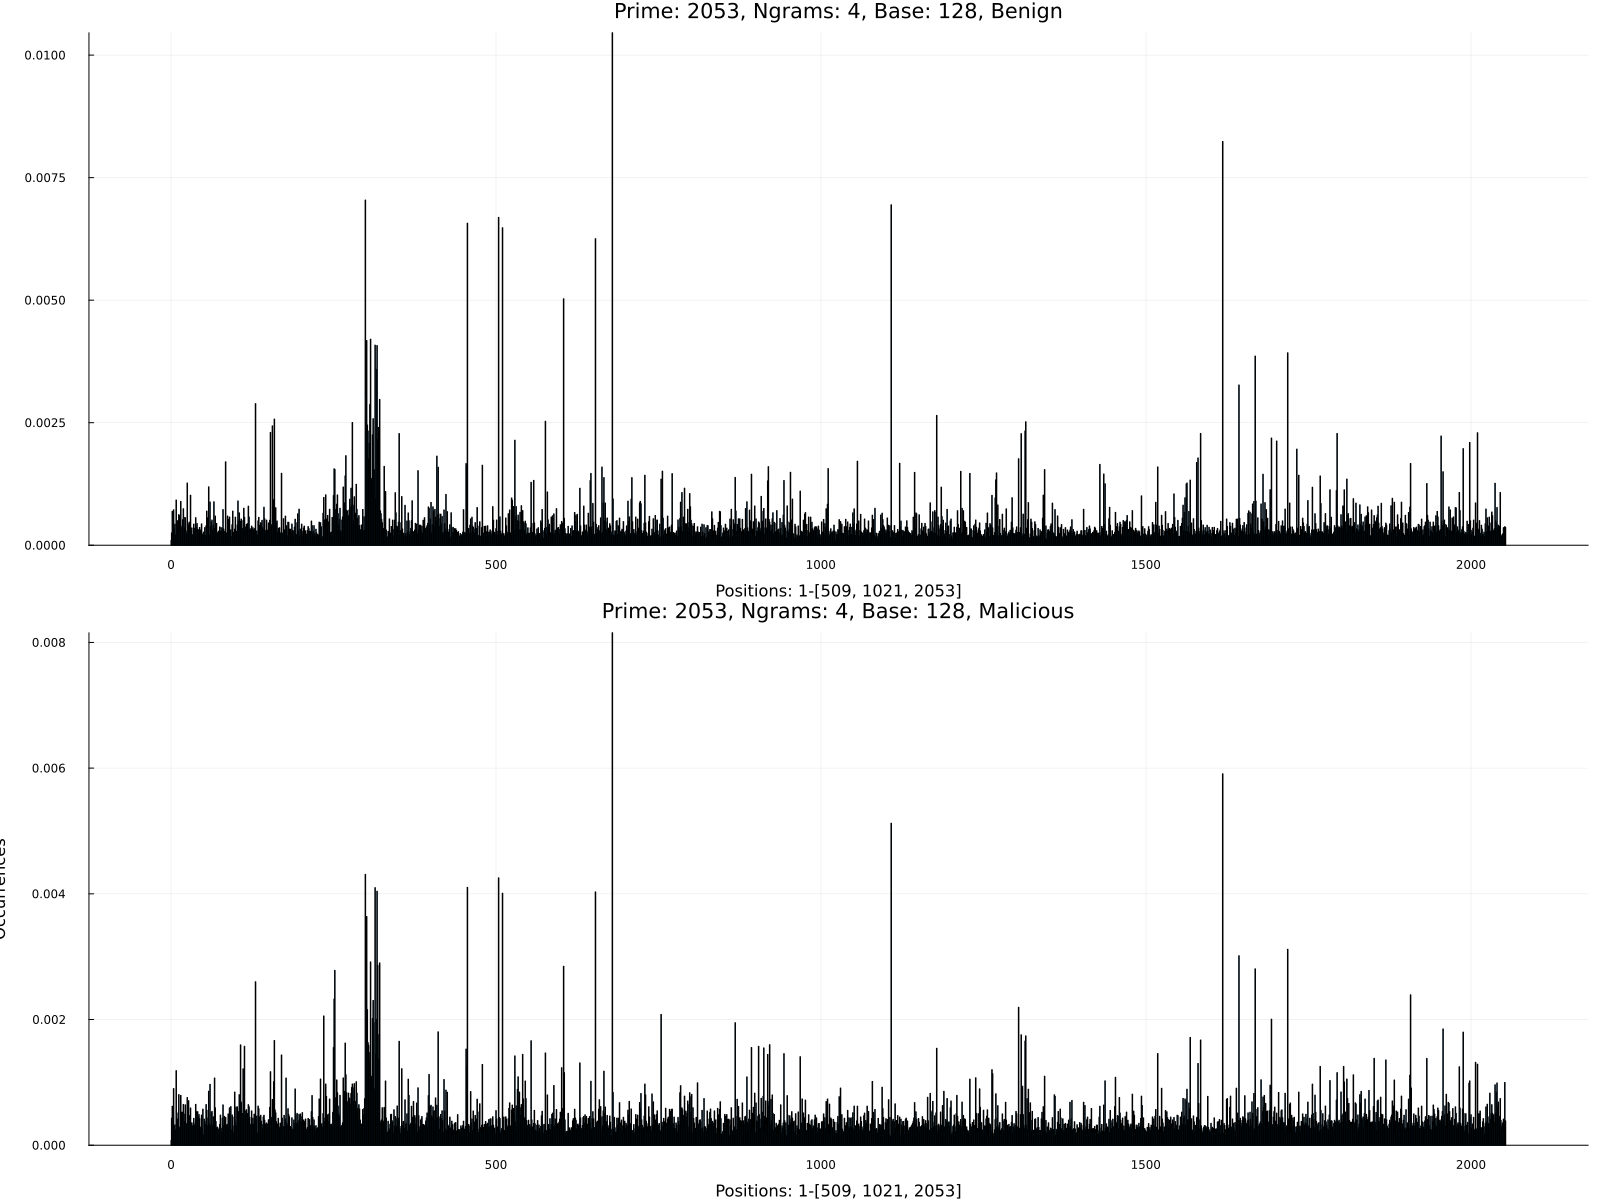 Prime: 2053, Ngrams: 4, Base: 128, Benign
0.0100
0.0075
0.0050
0.0025
0.0000
0 500 1000 1500 2000
Positions: 1-[509, 1021, 2053]
Prime: 2053, Ngrams: 4, Base: 128, Malicious
0.008
0.006
0.004
0.002
0.000
Occurrences
0 500 1000 1500 2000
Positions: 1-[509, 1021, 2053]